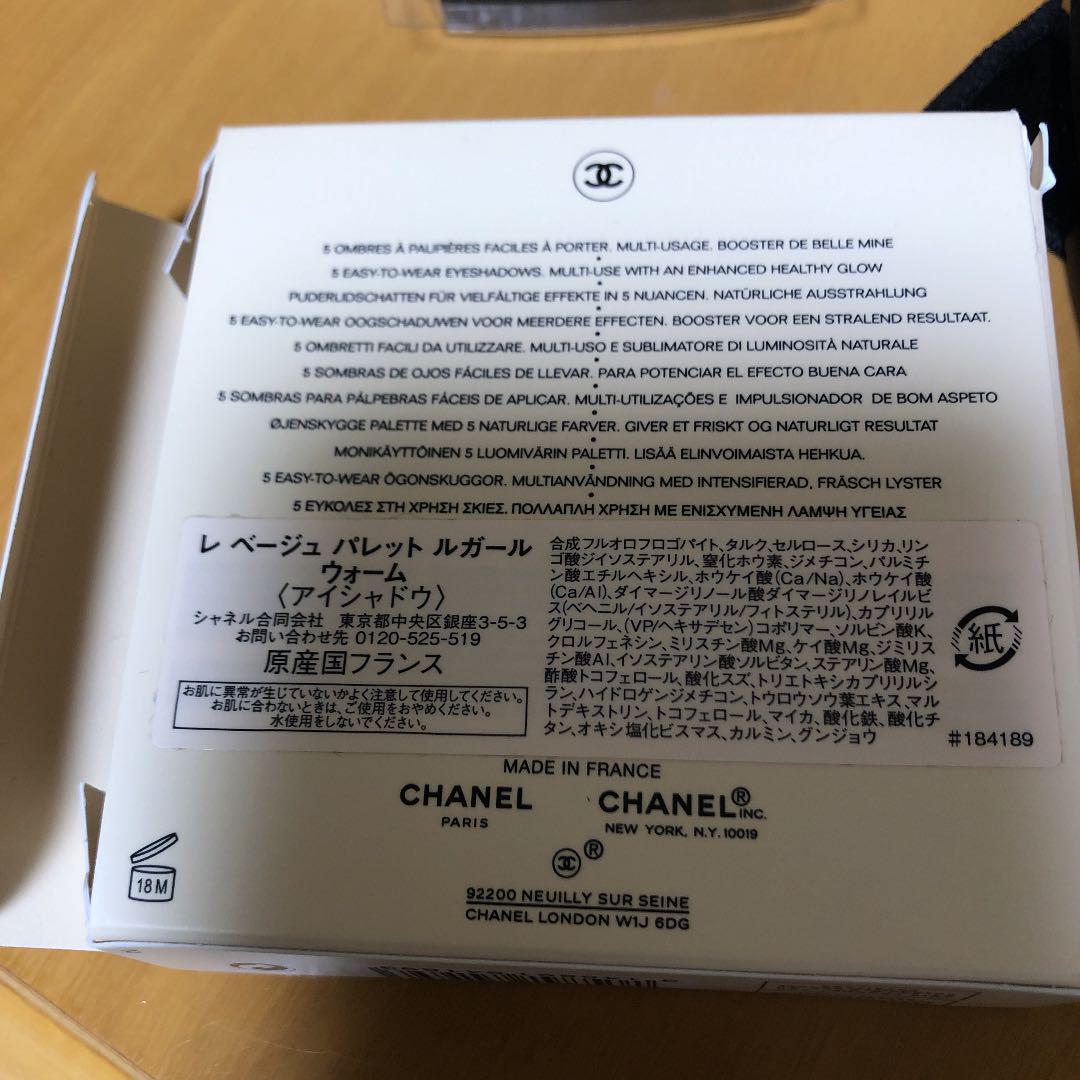 5 OMBRES À PAUPIÈRES FACILES À PORTER. MULTI-USAGE. BOOSTER DE BELLE MINE
5 EASY-TO-WEAR EYESHADOWS. MULTI-USE WITH AN ENHANCED HEALTHY GLOW
PUDERLIDSCHATTEN FÜR VIELFÄLTIGE EFFEKTE IN 5 NUANCEN. NATÜRLICHE AUSSTRAHLUNG
5 EASY-TO-WEAR OOGSCHADUWEN VOOR MEERDERE EFFECTEN. BOOSTER VOOR EEN STRALEND RESULTAAT.
5 OMBRETTI FACILI DA UTILIZZARE. MULTI-USO E SUBLIMATORE DI LUMINOSITÀ NATURALE
5 SOMBRAS DE OJOS FÁCILES DE LLEVAR. PARA POTENCIAR EL EFECTO BUENA CARA
5 SOMBRAS PARA PÁLPEBRAS FÁCEIS DE APLICAR. MULTI-UTILIZAÇÕES E IMPULSIONADOR DE BOM ASPETO
ØJENSKYGGE PALETTE MED 5 NATURLIGE FARVER. GIVER ET FRISKT OG NATURLIGT RESULTAT
MONIKÄYTTÖINEN 5 LUOMIVÄRIN PALETTI. LISÄÄ ELINVOIMAISTA HEHKUA.
5 EASY-TO-WEAR ÖGONSKUGGOR. MULTIANVÄNDNING MED INTENSIFIERAD, FRÄSCH LYSTER
5 ΕΥΚΟΛΕΣ ΣΤΗ ΧΡΗΣΗ ΣΚΙΕΣ. ΠΟΛΛΑΠΛΗ ΧΡΗΣΗ ΜΕ ΕΝΙΣΧΥΜΕΝΗ ΛΑΜΨΗ ΥΓΕΙΑΣ
レ ベージュ パレット ルガール
ウォーム
〈アイシャドウ〉
シャネル合同会社 東京都中央区銀座3-5-3
お問い合わせ先 0120-525-519
原産国フランス
お肌に異常が生じていないかよく注意して使用してください。
お肌に合わないときは、ご使用をおやめください。
水使用をしないでください。
合成フルオロフロゴパイト、タルク、セルロース、シリカ、リン
ゴ酸ジイソステアリル、窒化ホウ素、ジメチコン、パルミチ
ン酸エチルヘキシル、ホウケイ酸(Ca/Na)、ホウケイ酸
(Ca/Al)、ダイマージリノール酸ダイマージリノレイルビ
ス(ベヘニル/イソステアリル/フィトステリル)、カプリリル
グリコール、(VP/ヘキサデセン)コポリマー、ソルビン酸K、
クロルフェネシン、ミリスチン酸Mg、ケイ酸Mg、ジミリス
チン酸Al、イソステアリン酸ソルビタン、ステアリン酸Mg、
酢酸トコフェロール、酸化スズ、トリエトキシカプリリルシ
ラン、ハイドロゲンジメチコン、トウロウソウ葉エキス、マル
トデキストリン、トコフェロール、マイカ、酸化鉄、酸化チ
タン、オキシ塩化ビスマス、カルミン、グンジョウ
紙
#184189
MADE IN FRANCE
CHANEL
PARIS
CHANEL® INC.
NEW YORK, N.Y. 10019
®
92200 NEUILLY SUR SEINE
CHANEL LONDON W1J 6DG
18 M